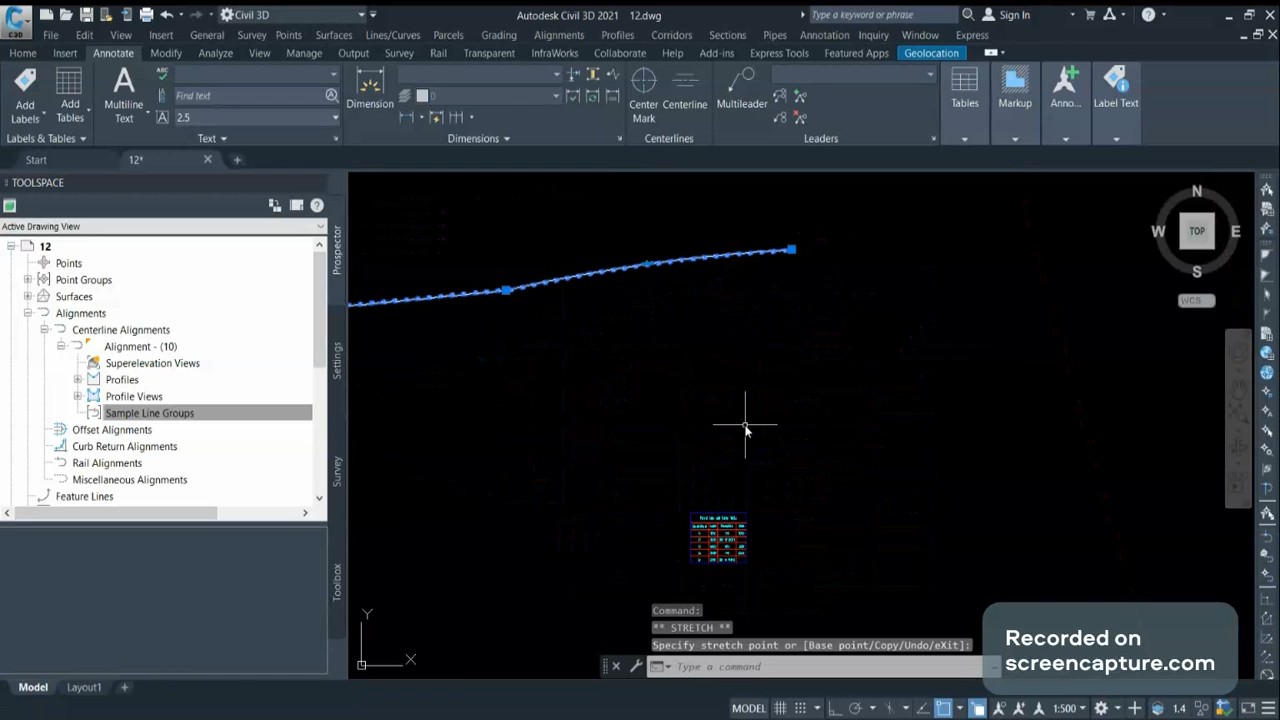 C3D
Civil 3D
Autodesk Civil 3D 2021 12.dwg
Type a keyword or phrase
Sign In
File Edit View Insert General Survey Points Surfaces Lines/Curves Parcels Grading Alignments Profiles Corridors Sections Pipes Annotation Inquiry Window Express
Home Insert Annotate Modify Analyze View Manage Output Survey Rail Transparent InfraWorks Collaborate Help Add-ins Express Tools Featured Apps Geolocation
Add Labels
Add Tables
Multiline Text
Find text
2.5
Dimension
0
Center Mark
Centerline
Multileader
Tables
Markup
Anno...
Label Text
Labels & Tables Text Dimensions Centerlines Leaders
Start 12*
TOOLSPACE
Active Drawing View
12
Points
Point Groups
Surfaces
Alignments
Centerline Alignments
Alignment - (10)
Superelevation Views
Profiles
Profile Views
Sample Line Groups
Offset Alignments
Curb Return Alignments
Rail Alignments
Miscellaneous Alignments
Feature Lines
Prospector
Settings
Survey
Toolbox
N
W TOP E
S
WCS
Y
X
Command:
** STRETCH **
Specify stretch point or [Base point/Copy/Undo/eXit]:
Type a command
Recorded on
screencapture.com
Model Layout1
MODEL 1:500 1.4